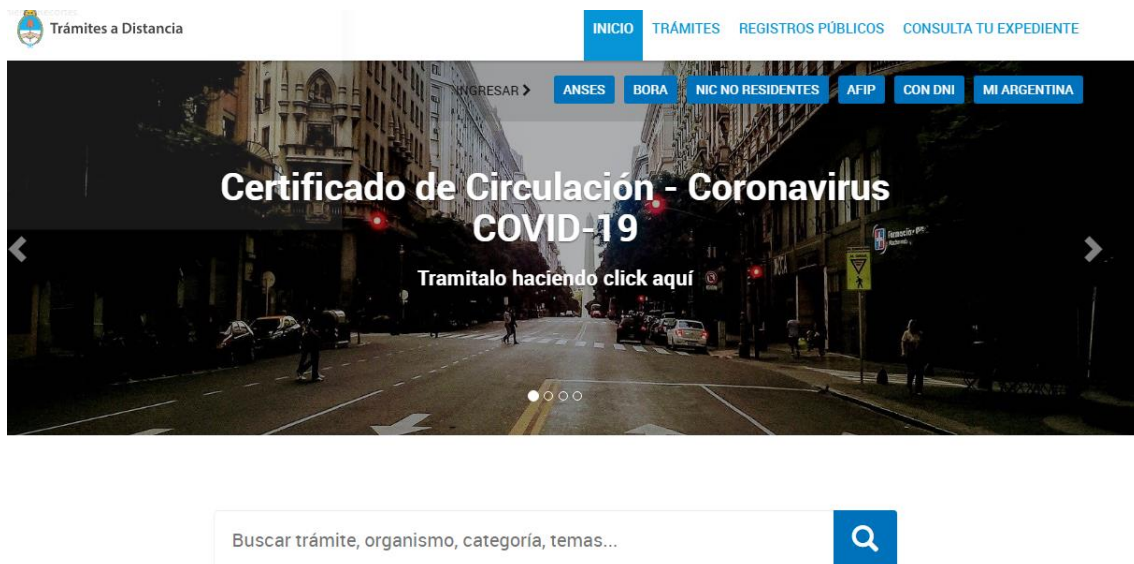 Trámites a Distancia
INICIO TRÁMITES REGISTROS PÚBLICOS CONSULTA TU EXPEDIENTE
INGRESAR ANSES BORA NIC NO RESIDENTES AFIP CON DNI MI ARGENTINA
Certificado de Circulación - Coronavirus
COVID-19
Tramitalo haciendo click aquí
Buscar trámite, organismo, categoría, temas...